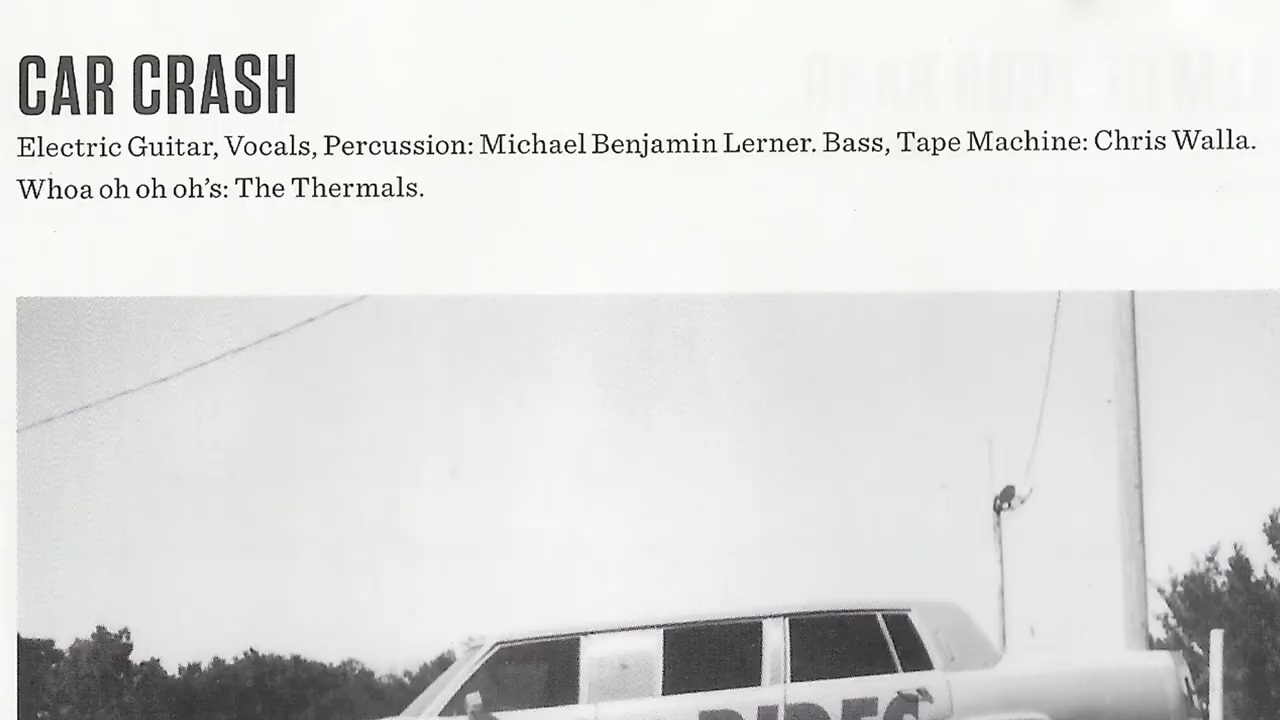 CAR CRASH
Electric Guitar, Vocals, Percussion: Michael Benjamin Lerner. Bass, Tape Machine: Chris Walla.
Whoa oh oh oh’s: The Thermals.
RIDES